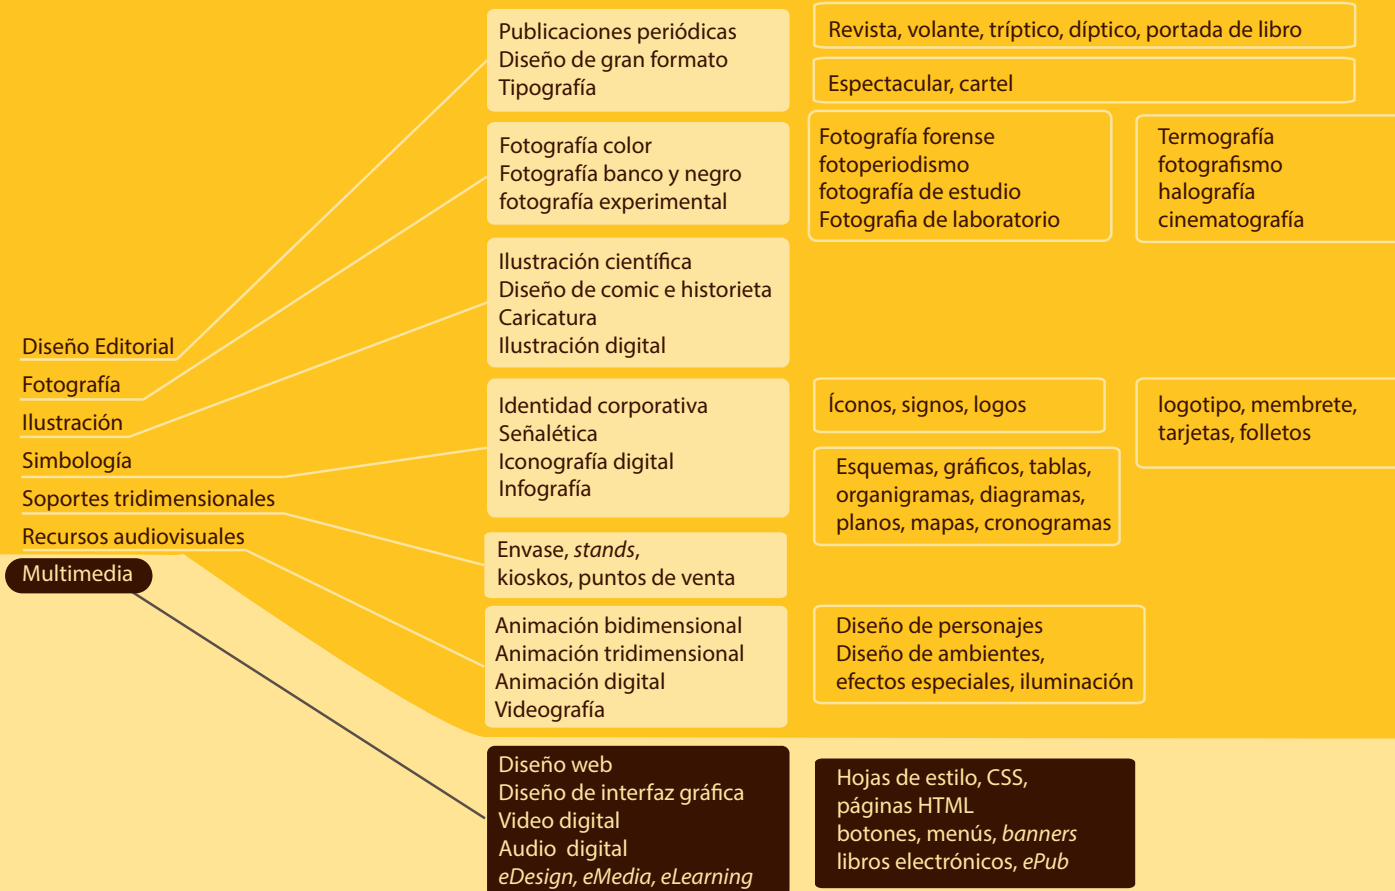 Diseño Editorial
Fotografía
Ilustración
Simbología
Soportes tridimensionales
Recursos audiovisuales
Multimedia
Publicaciones periódicas
Diseño de gran formato
Tipografía
Revista, volante, tríptico, díptico, portada de libro
Espectacular, cartel
Fotografía color
Fotografía banco y negro
fotografía experimental
Fotografía forense
fotoperiodismo
fotografía de estudio
Fotografia de laboratorio
Termografía
fotografismo
halografía
cinematografía
Ilustración científica
Diseño de comic e historieta
Caricatura
Ilustración digital
Identidad corporativa
Señalética
Iconografía digital
Infografía
Íconos, signos, logos
logotipo, membrete,
tarjetas, folletos
Esquemas, gráficos, tablas,
organigramas, diagramas,
planos, mapas, cronogramas
Envase, stands,
kioskos, puntos de venta
Animación bidimensional
Animación tridimensional
Animación digital
Videografía
Diseño de personajes
Diseño de ambientes,
efectos especiales, iluminación
Diseño web
Diseño de interfaz gráfica
Video digital
Audio digital
eDesign, eMedia, eLearning
Hojas de estilo, CSS,
páginas HTML
botones, menús, banners
libros electrónicos, ePub